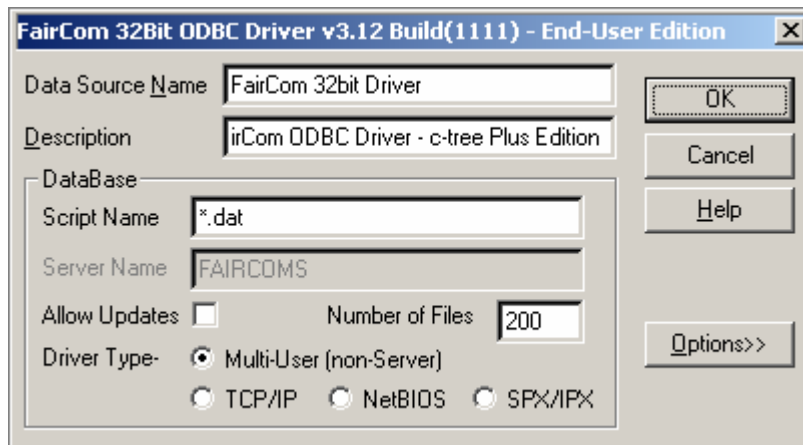 FairCom 32Bit ODBC Driver v3.12 Build(1111) - End-User Edition
Data Source Name FairCom 32bit Driver
Description irCom ODBC Driver - c-tree Plus Edition
OK
Cancel
Help
DataBase
Script Name *.dat
Server Name FAIRCOMS
Allow Updates Number of Files 200
Driver Type- Multi-User (non-Server)
TCP/IP NetBIOS SPX/IPX
Options>>